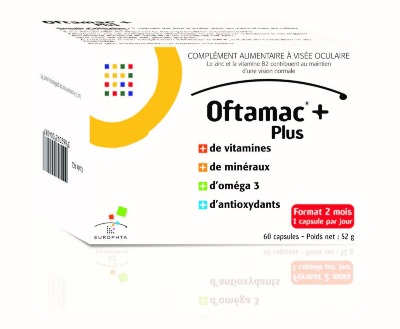 Oftamac+
Plus
COMPLÉMENT ALIMENTAIRE À VISÉE OCULAIRE
Le zinc et la vitamine B2 contribuent au maintien
d'une vision normale
Oftamac*+
Plus
+ de vitamines
+ de minéraux
+ d'oméga 3
+ d'antioxydants
Format 2 mois
1 capsule par jour
60 capsules - Poids net : 52 g
EUROPHTA